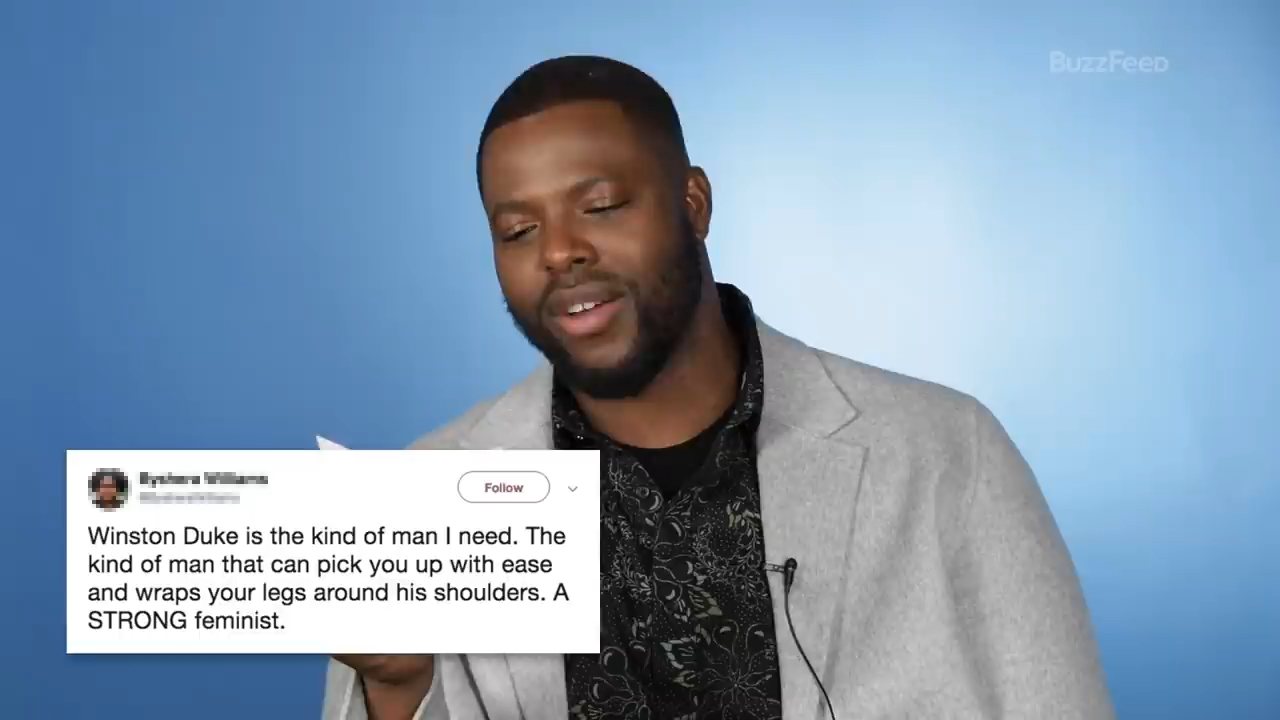 BuzzFeed
Williams
Follow
Winston Duke is the kind of man I need. The
kind of man that can pick you up with ease
and wraps your legs around his shoulders. A
STRONG feminist.